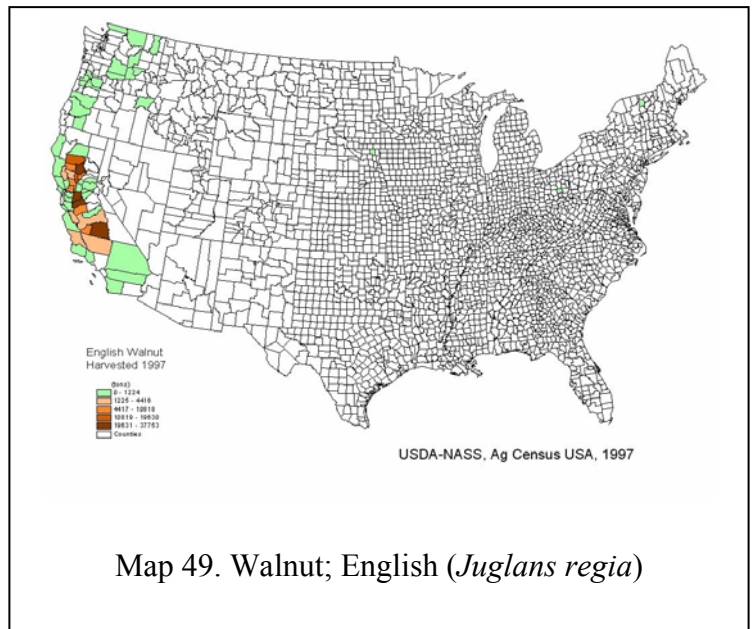 English Walnut
Harvested 1997
(tons)
0 - 1224
1225 - 4416
4417 - 10818
10819 - 19630
19631 - 37753
Counties
USDA-NASS, Ag Census USA, 1997
Map 49. Walnut; English (Juglans regia)